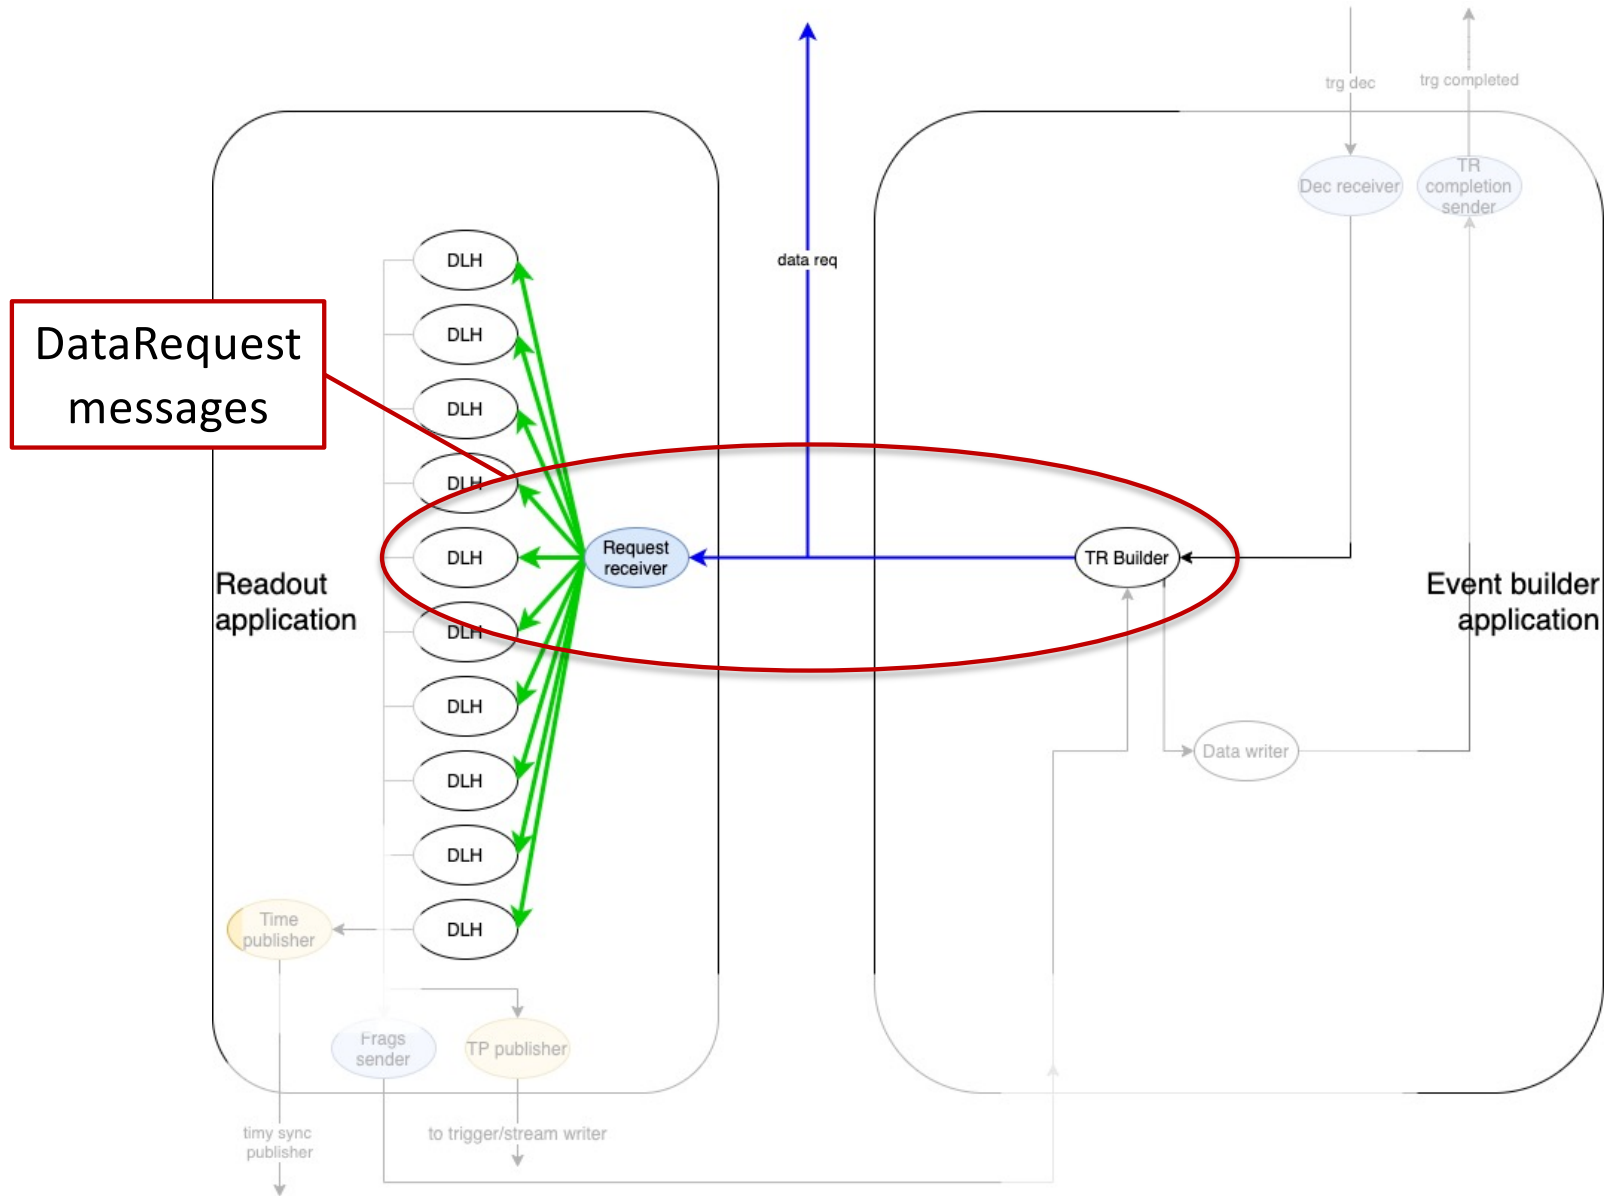 trg dec
trg completed
Dec receiver
TR
completion
sender
data req
DLH
DLH
DLH
DLH
DLH
DLH
DLH
DLH
DLH
DLH
DataRequest
messages
Request
receiver
TR Builder
Readout
application
Event builder
application
Data writer
Time
publisher
Frags
sender
TP publisher
timy sync
publisher
to trigger/stream writer